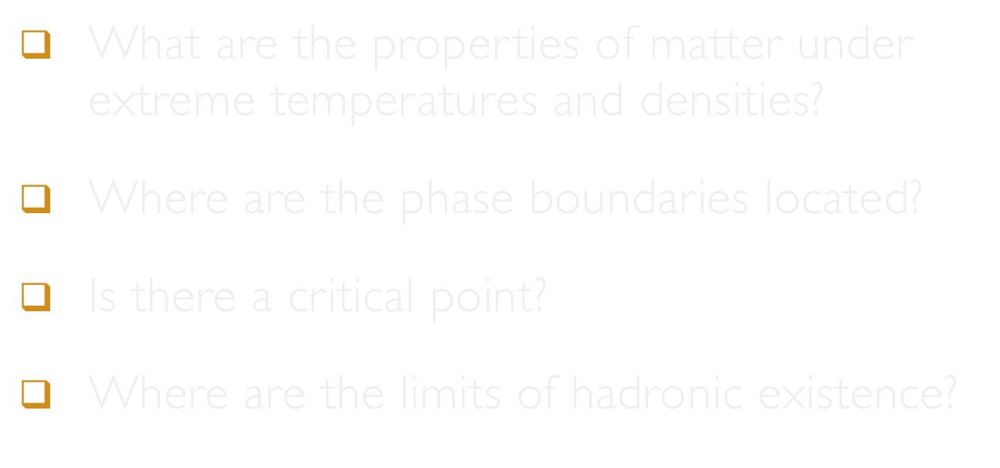 What are the properties of matter under
extreme temperatures and densities?
Where are the phase boundaries located?
Is there a critical point?
Where are the limits of hadronic existence?